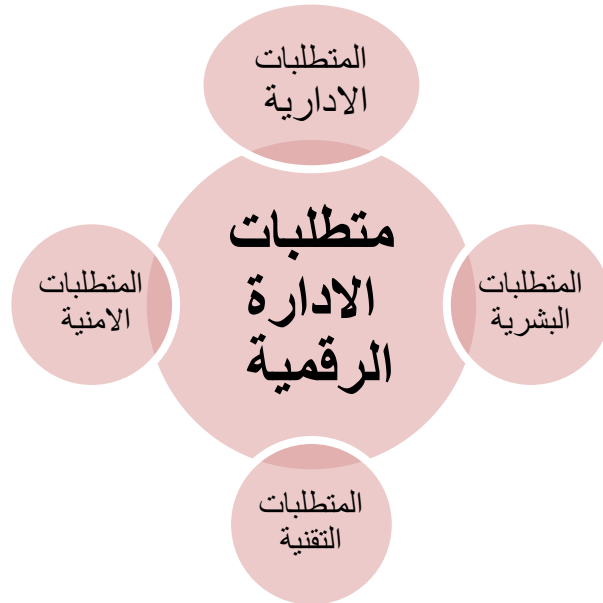 المتطلبات
الادارية
متطلبات
الادارة
الرقمية
المتطلبات
البشرية
المتطلبات
الامنية
المتطلبات
التقنية